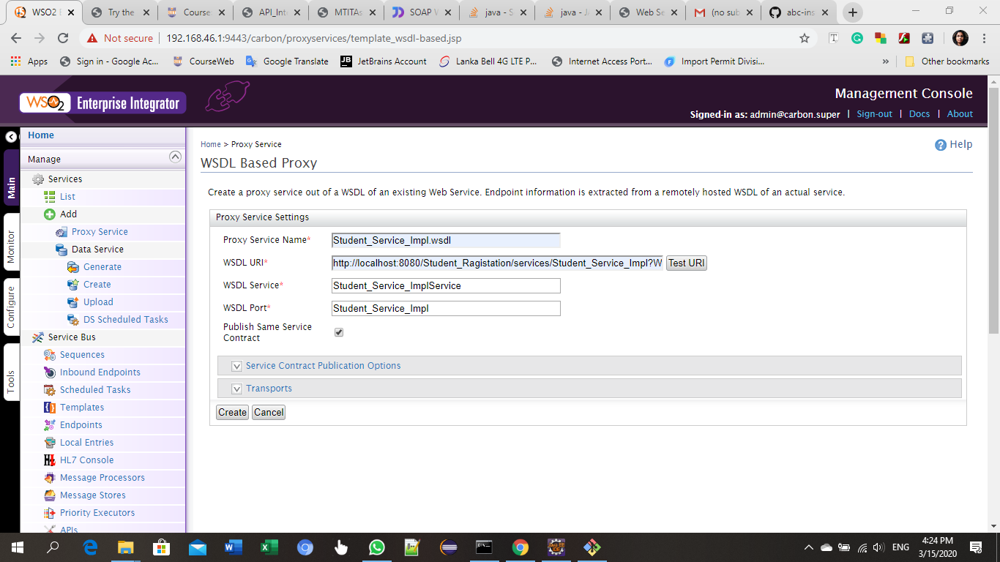 WSO2 E
Try the
Course
API_Int
MTITAs
SOAP W
java - S
java - Ja
Web Se
(no sub
abc-ins
Not secure
192.168.46.1:9443/carbon/proxyservices/template_wsdl-based.jsp
Apps
Sign in - Google Ac...
CourseWeb
Google Translate
JetBrains Account
Lanka Bell 4G LTE P...
Internet Access Port...
Import Permit Divisi...
»
Other bookmarks
WSO2 Enterprise Integrator
Management Console
Signed-in as: admin@carbon.super | Sign-out | Docs | About
Main
Monitor
Configure
Tools
Home
Manage
Services
List
Add
Proxy Service
Data Service
Generate
Create
Upload
DS Scheduled Tasks
Service Bus
Sequences
Inbound Endpoints
Scheduled Tasks
Templates
Endpoints
Local Entries
HL7 Console
Message Processors
Message Stores
Priority Executors
APIs
Home > Proxy Service
Help
WSDL Based Proxy
Create a proxy service out of a WSDL of an existing Web Service. Endpoint information is extracted from a remotely hosted WSDL of an actual service.
Proxy Service Settings
Proxy Service Name* Student_Service_Impl.wsdl
WSDL URI* http://localhost:8080/Student_Ragistation/services/Student_Service_Impl?W Test URI
WSDL Service* Student_Service_ImplService
WSDL Port* Student_Service_Impl
Publish Same Service
Contract
Service Contract Publication Options
Transports
Create Cancel
ENG
4:24 PM
3/15/2020